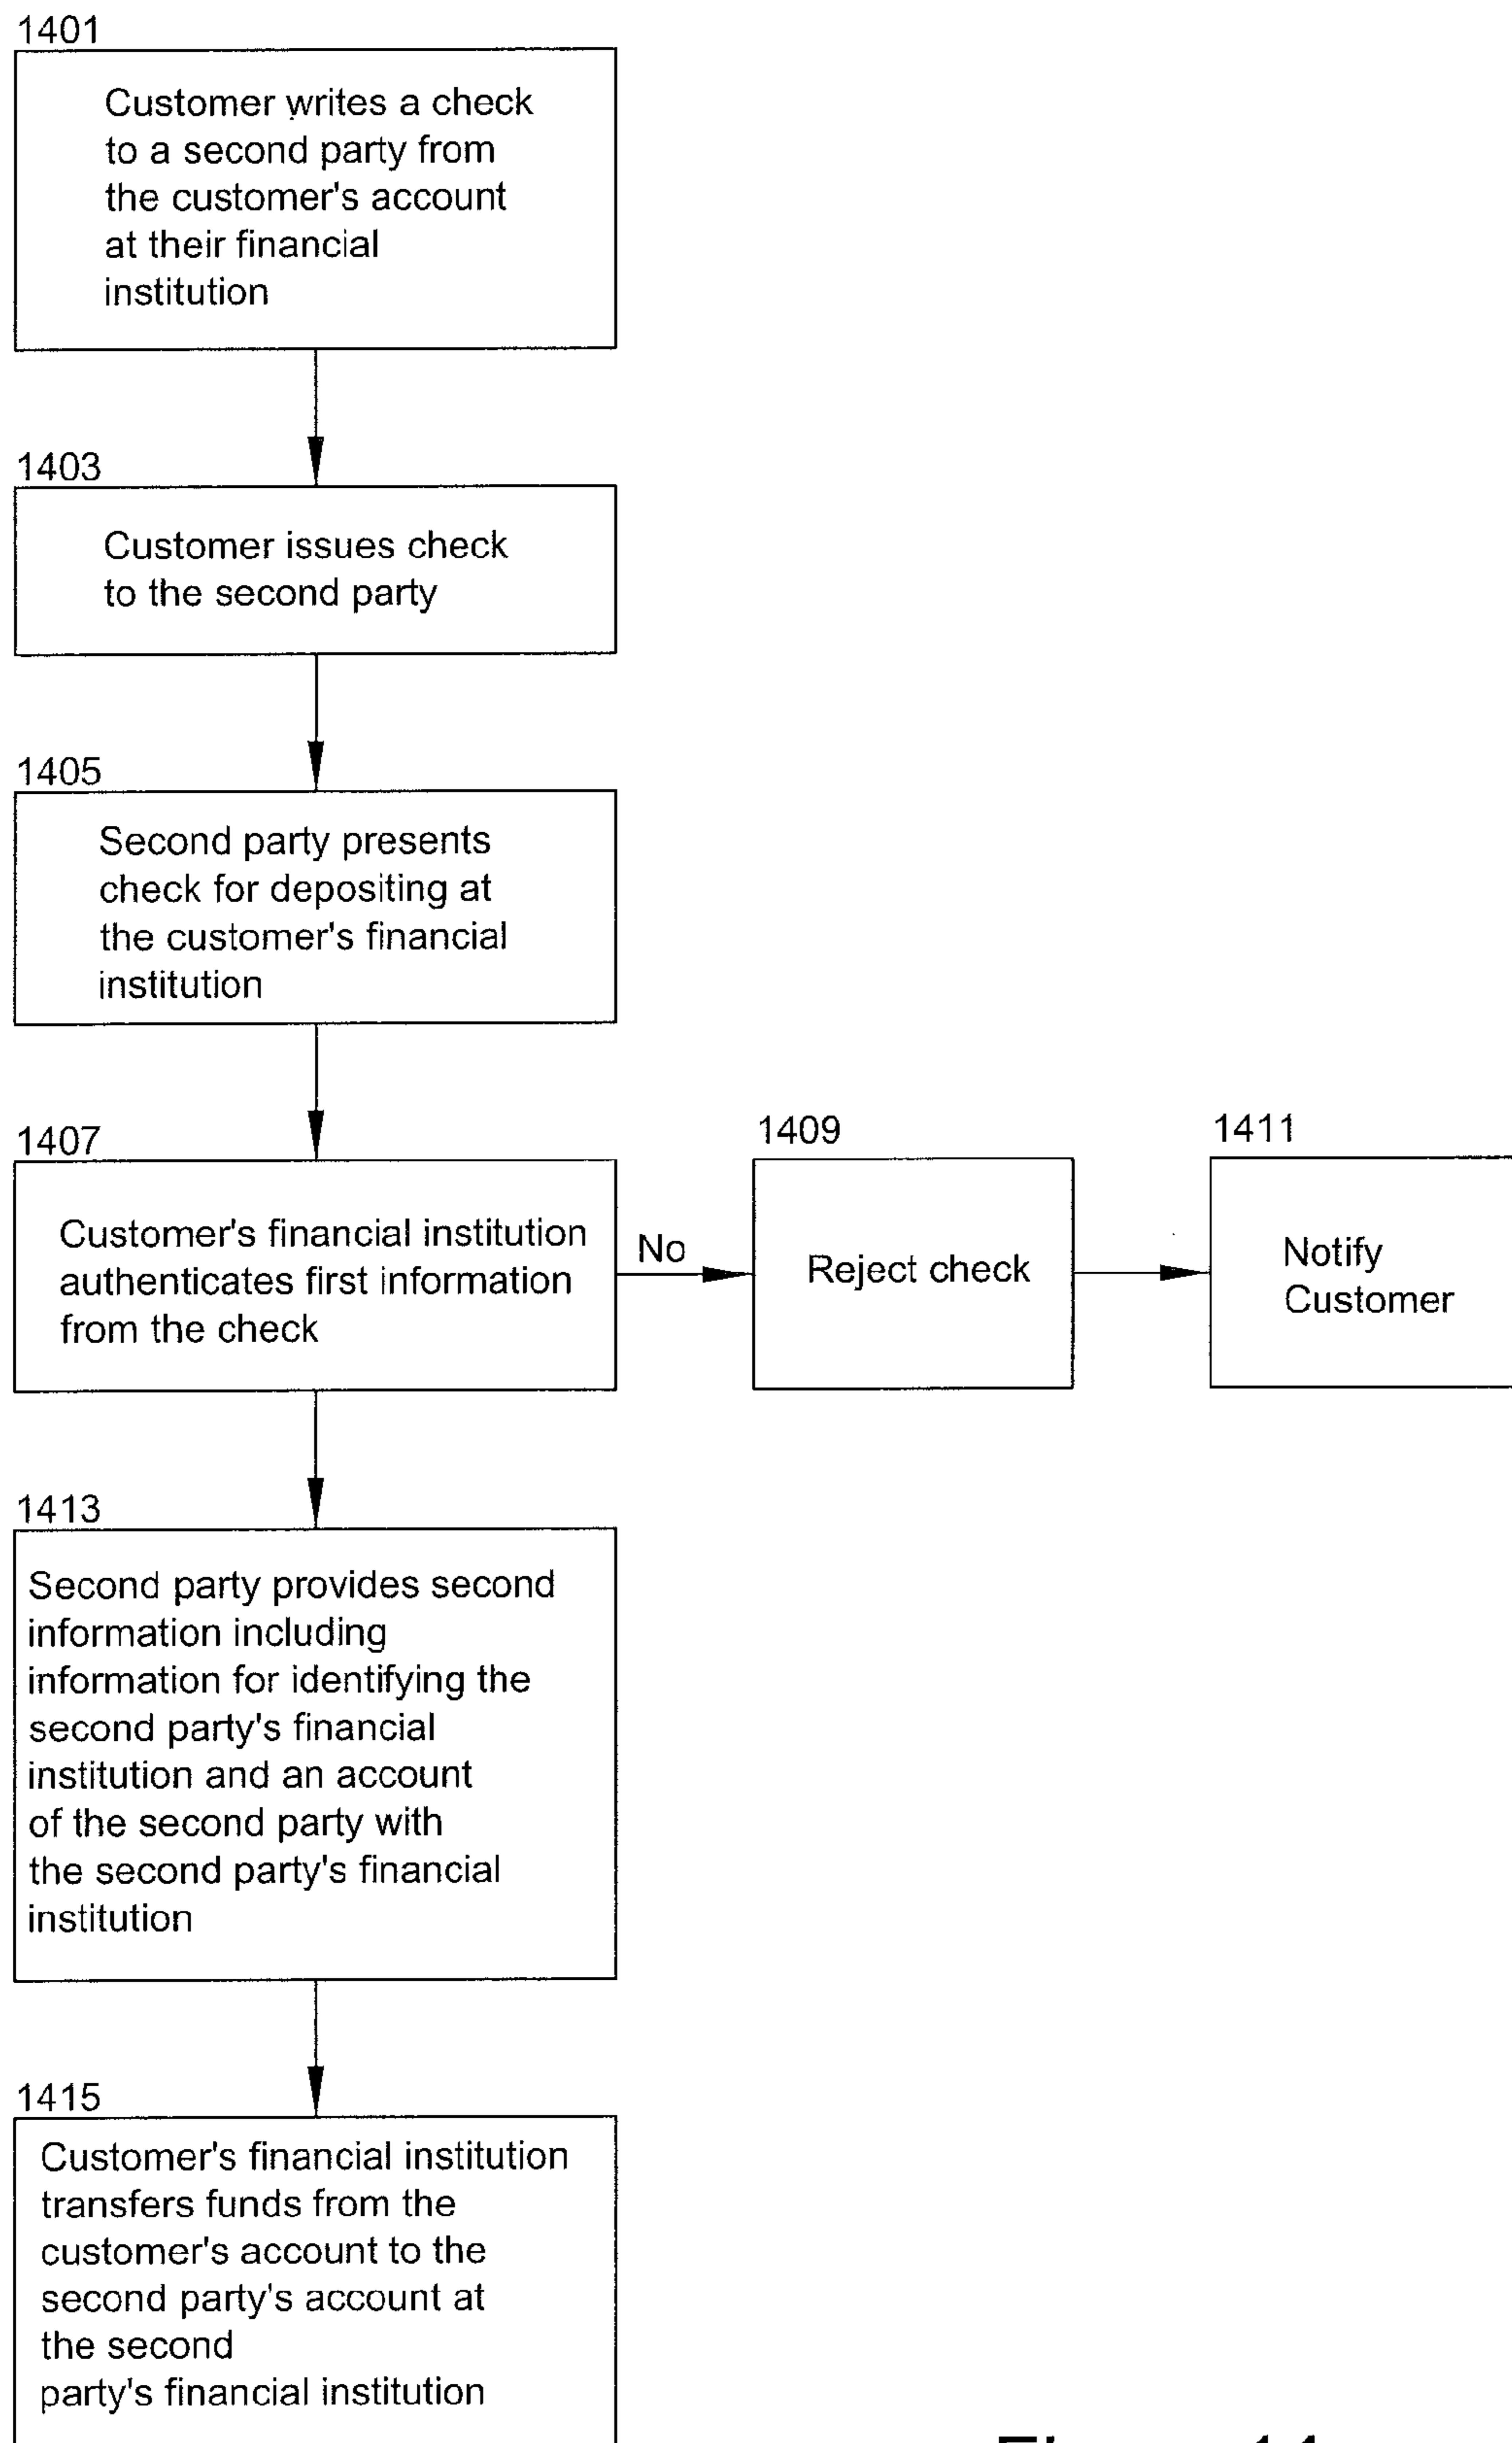 1401
Customer writes a check
to a second party from
the customer's account
at their financial
institution
1403
Customer issues check
to the second party
1405
Second party presents
check for depositing at
the customer's financial
institution
1407
Customer's financial institution
authenticates first information
from the check
No
1409
Reject check
1411
Notify
Customer
1413
Second party provides second
information including
information for identifying the
second party's financial
institution and an account
of the second party with
the second party's financial
institution
1415
Customer's financial institution
transfers funds from the
customer's account to the
second party's account at
the second
party's financial institution